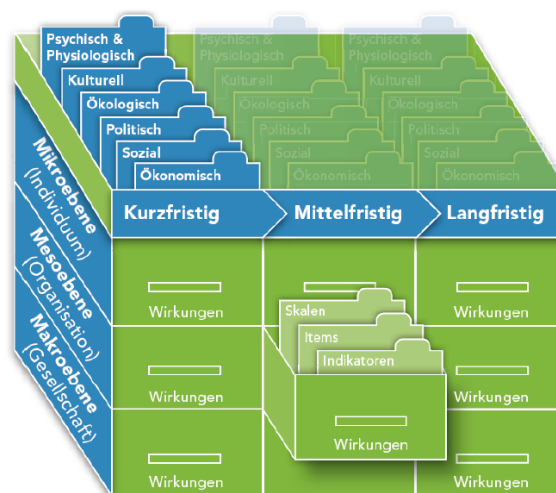 Psychisch &
Physiologisch
Kulturell
Ökologisch
Politisch
Sozial
Ökonomisch
Psychisch &
Physiologisch
Kulturell
Ökologisch
Politisch
Sozial
Ökonomisch
Psychisch &
Physiologisch
Kulturell
Ökologisch
Politisch
Sozial
Ökonomisch
Kurzfristig
Mittelfristig
Langfristig
Mikroebene
(Individuum)
Mesoebene
(Organisation)
Makroebene
(Gesellschaft)
Wirkungen
Wirkungen
Skalen
Items
Indikatoren
Wirkungen
Wirkungen
Wirkungen
Wirkungen
Wirkungen